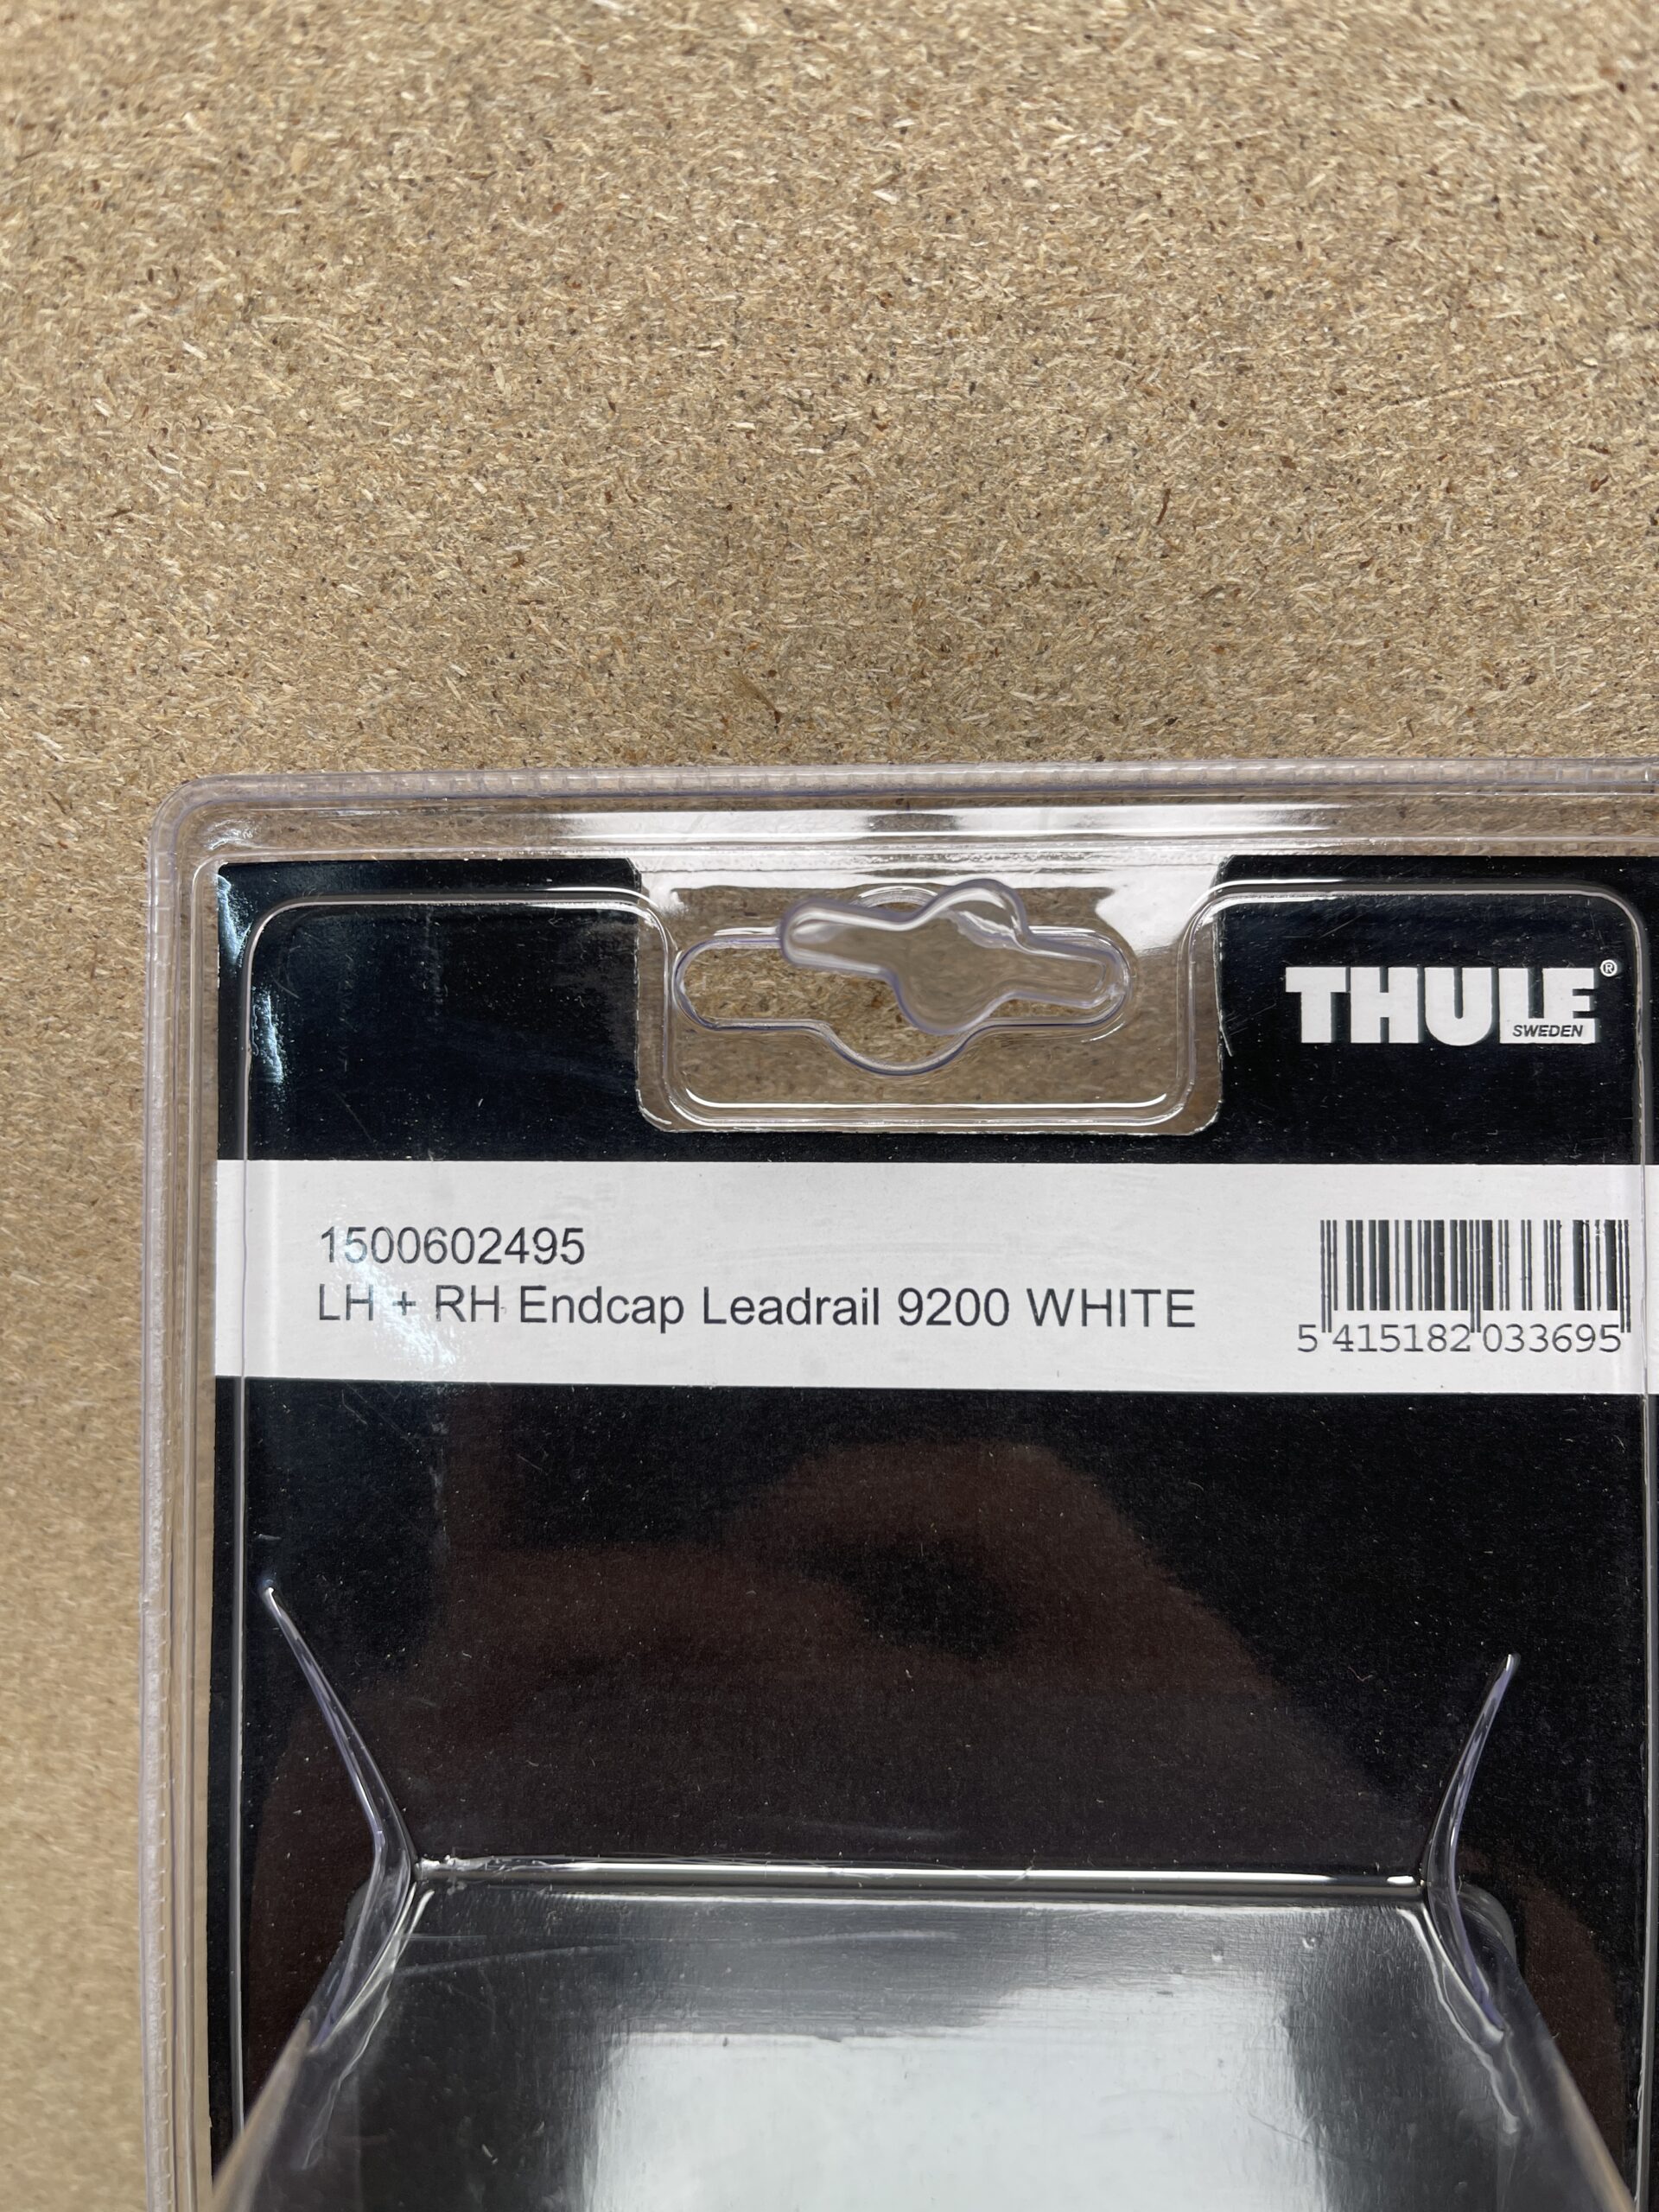 THULE®
SWEDEN
1500602495
LH + RH Endcap Leadrail 9200 WHITE
5 415182 033695